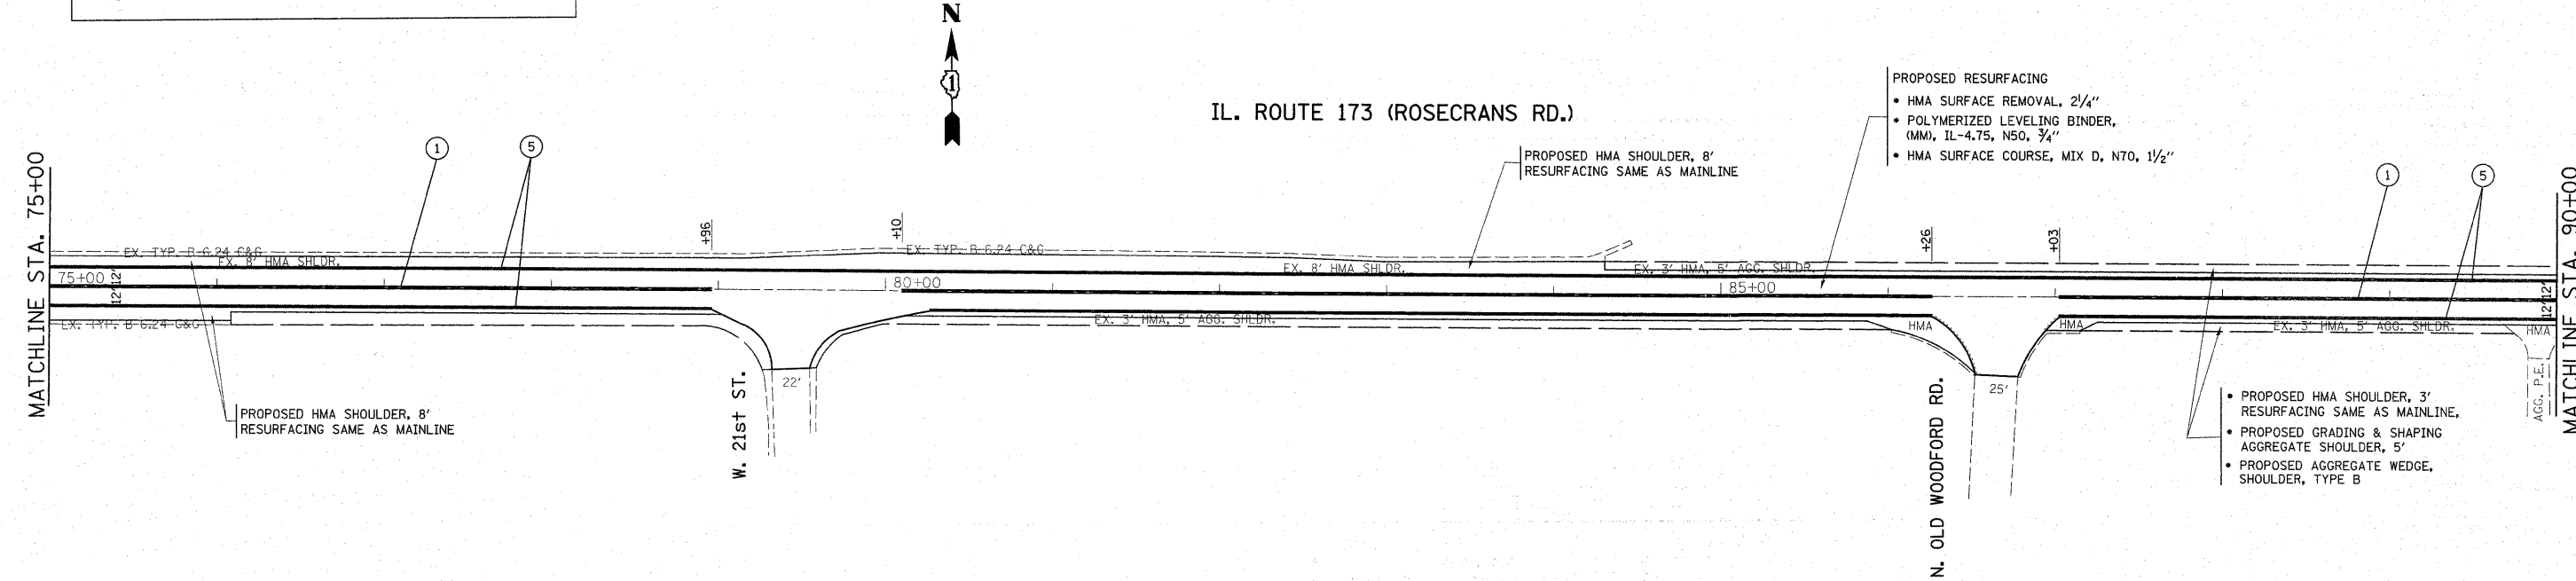 N
1
IL. ROUTE 173 (ROSECRANS RD.)
PROPOSED RESURFACING
• HMA SURFACE REMOVAL, 2 1/4"
• POLYMERIZED LEVELING BINDER,
(MM), IL-4.75, N50, 3/4"
• HMA SURFACE COURSE, MIX D, N70, 1 1/2"
PROPOSED HMA SHOULDER, 8'
RESURFACING SAME AS MAINLINE
1
5
1
5
MATCHLINE STA. 75+00
MATCHLINE STA. 90+00
+96
+10
+26
+03
EX. TYP. B-6.24 C&G
EX. 8' HMA SHLDR.
EX. TYP. B-6.24 C&G
EX. 8' HMA SHLDR.
EX. 3' HMA, 5' AGG. SHLDR.
75+00
12'
12'
80+00
85+00
12'
12'
EX. TYP. B-6.24 C&G
EX. 3' HMA, 5' AGG. SHLDR.
HMA
HMA
EX. 3' HMA, 5' AGG. SHLDR.
HMA
22'
25'
W. 21st ST.
N. OLD WOODFORD RD.
AGG. P.E.
PROPOSED HMA SHOULDER, 8'
RESURFACING SAME AS MAINLINE
• PROPOSED HMA SHOULDER, 3'
RESURFACING SAME AS MAINLINE,
• PROPOSED GRADING & SHAPING
AGGREGATE SHOULDER, 5'
• PROPOSED AGGREGATE WEDGE,
SHOULDER, TYPE B